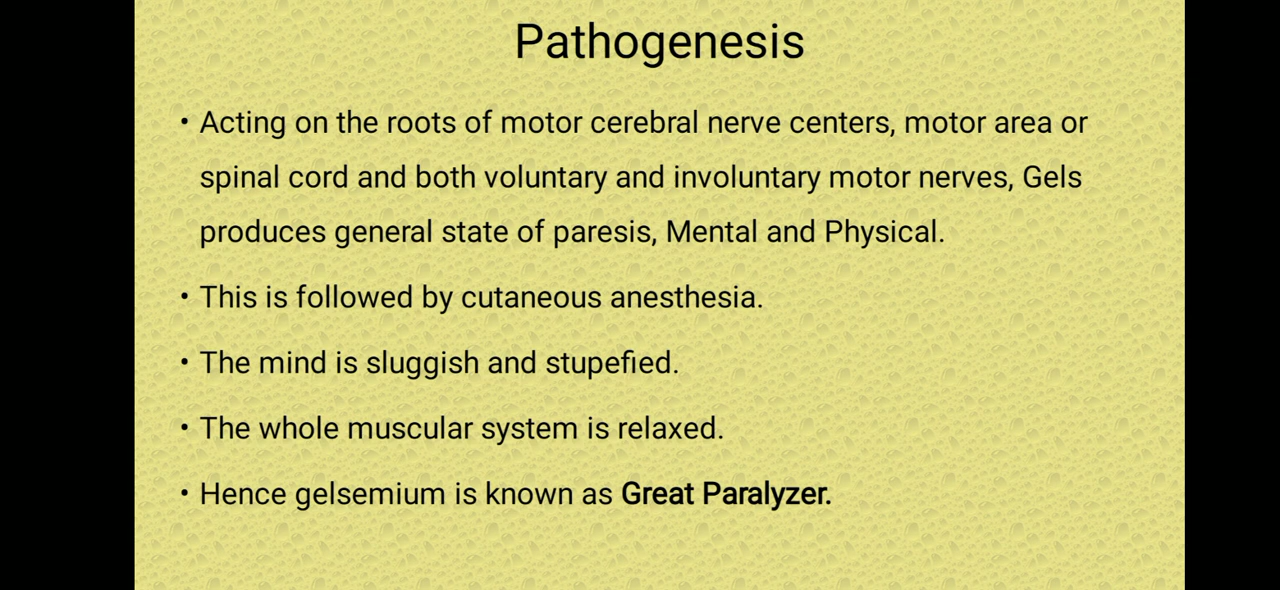 Pathogenesis
• Acting on the roots of motor cerebral nerve centers, motor area or
spinal cord and both voluntary and involuntary motor nerves, Gels
produces general state of paresis, Mental and Physical.
• This is followed by cutaneous anesthesia.
• The mind is sluggish and stupefied.
• The whole muscular system is relaxed.
• Hence gelsemium is known as Great Paralyzer.